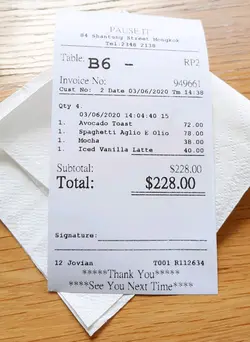 PAUSE IT
84 Shantung Street Mongkok
Tel:2348 2138
Table: B6 - RP2
Invoice No: 949661
Cust No: 2 Date 03/06/2020 Tm 14:38
Qty 4
03/06/2020 14:04:40 15
1. Avocado Toast 72.00
1. Spaghetti Aglio E Olio 78.00
1. Mocha 38.00
1. Iced Vanilla Latte 40.00
Subtotal: $228.00
Total: $228.00
Signature:
12 Jovian T001 R112634
*****Thank You*****
****See You Next Time****